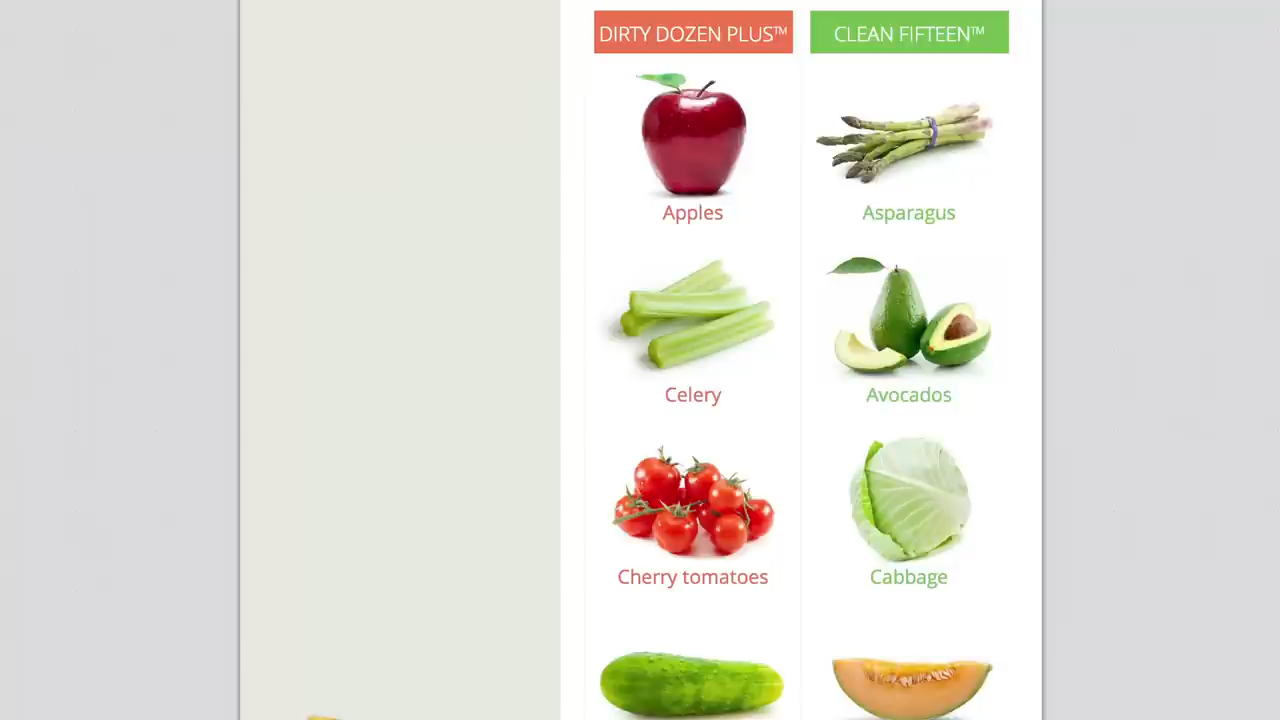 DIRTY DOZEN PLUS™
CLEAN FIFTEEN™
Apples
Asparagus
Celery
Avocados
Cherry tomatoes
Cabbage